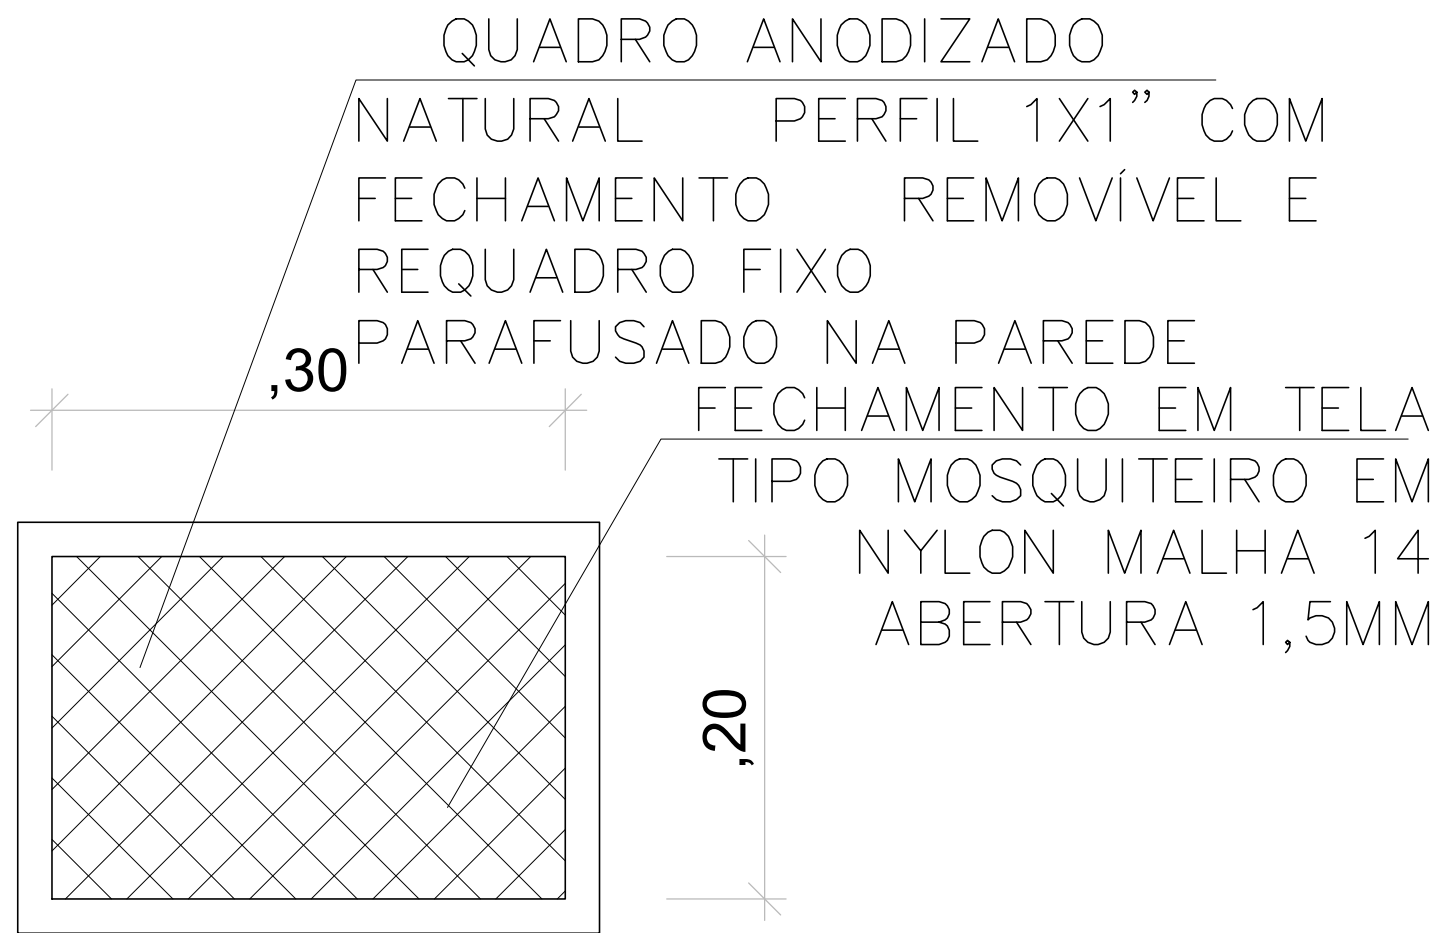 QUADRO ANODIZADO
NATURAL PERFIL 1X1” COM
FECHAMENTO REMOVÍVEL E
REQUADRO FIXO
PARAFUSADO NA PAREDE
,30
FECHAMENTO EM TELA
TIPO MOSQUITEIRO EM
NYLON MALHA 14
ABERTURA 1,5MM
,20